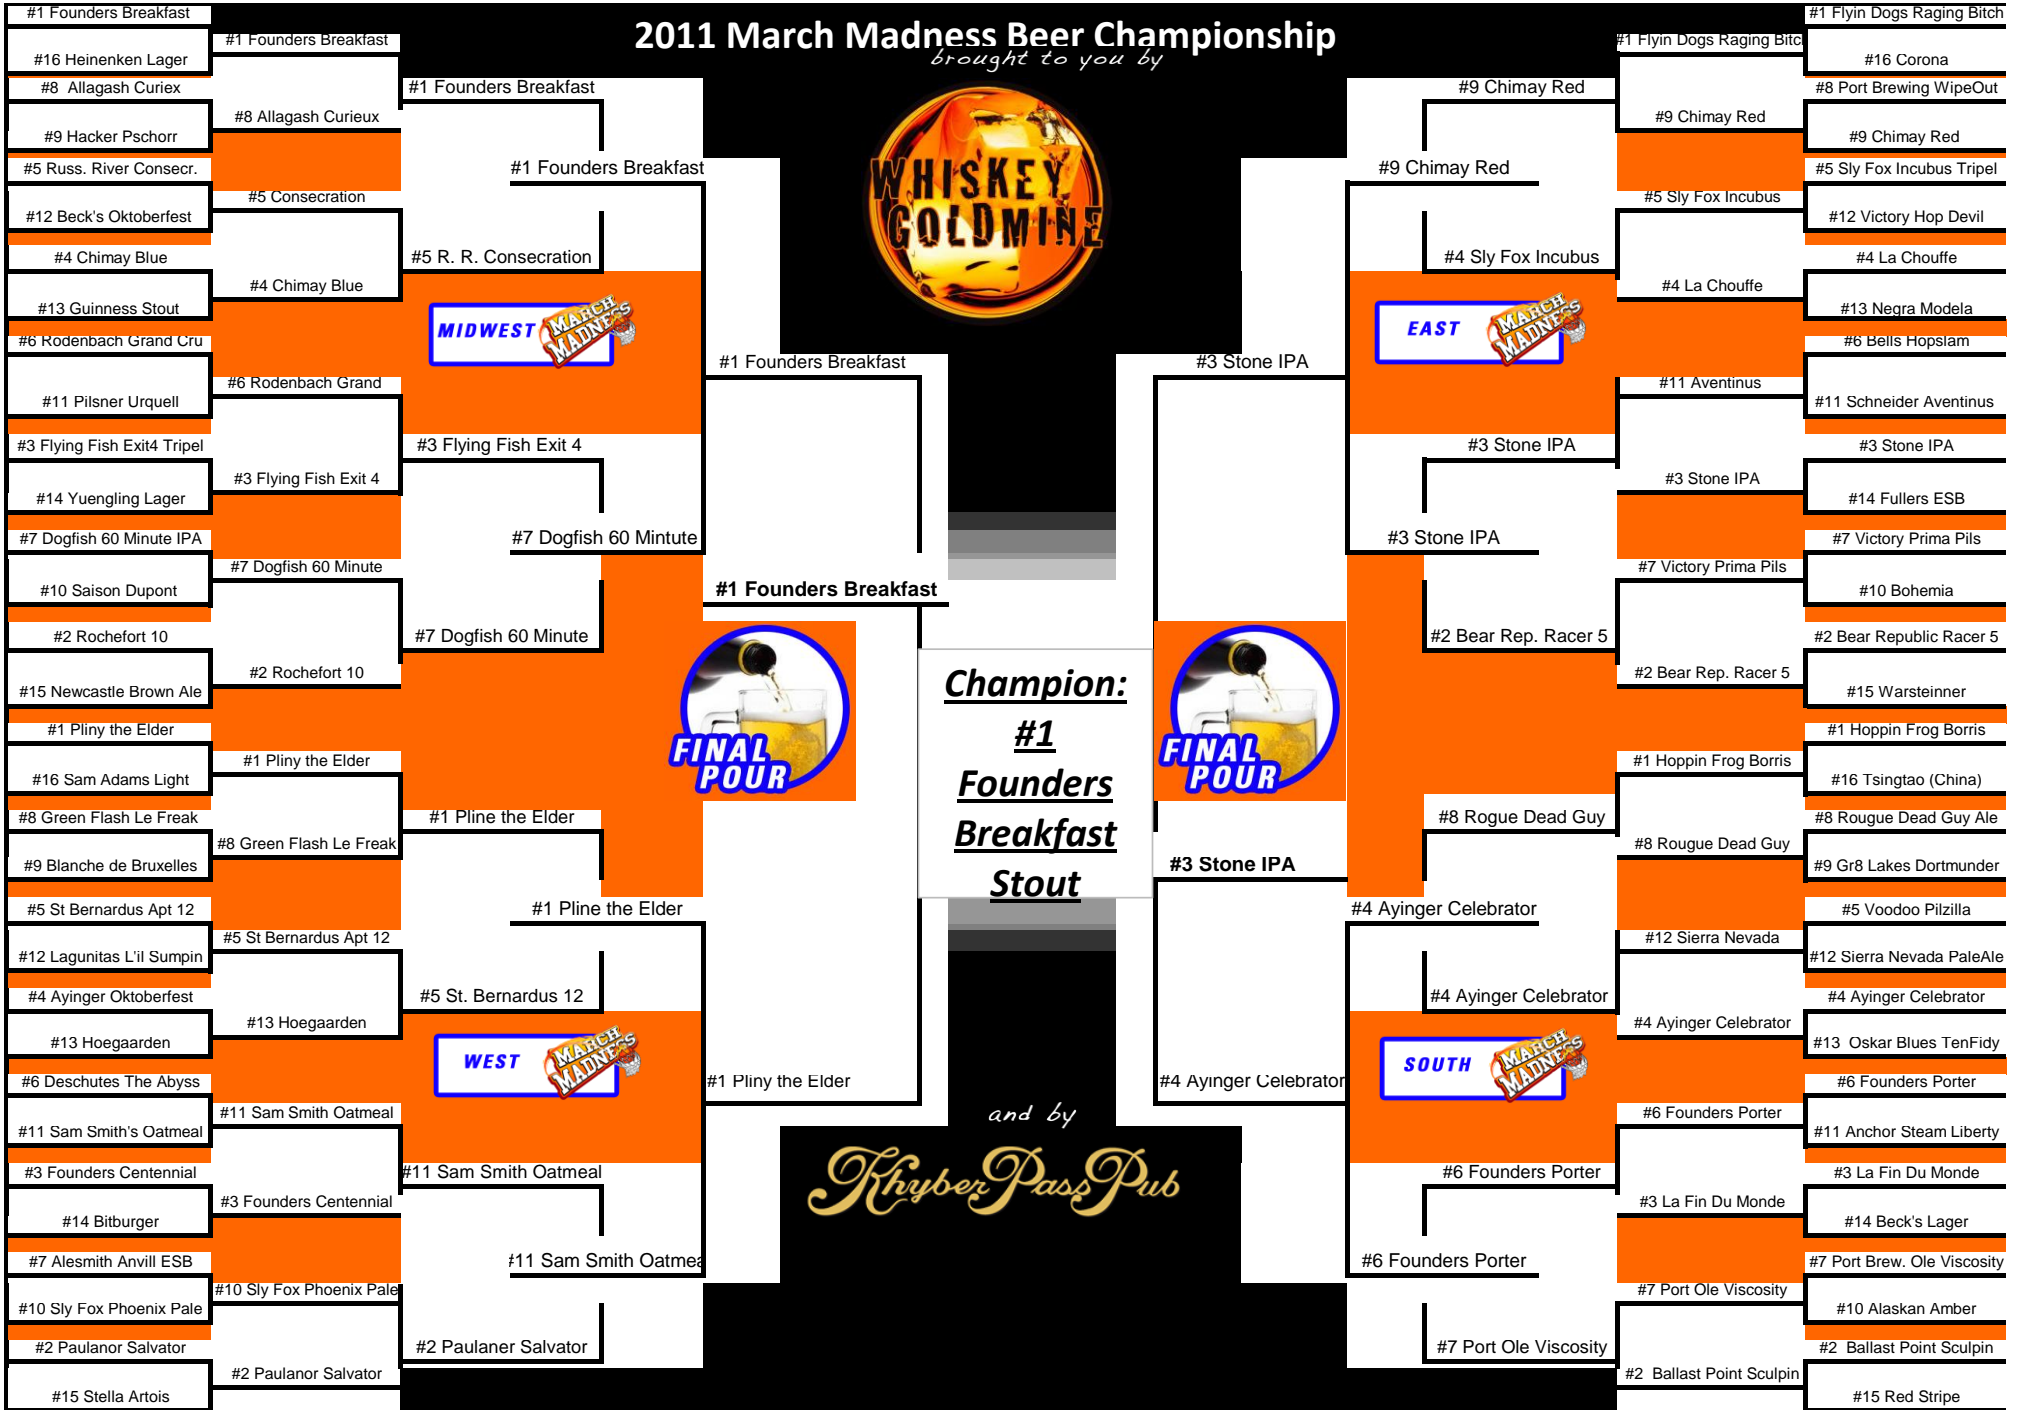 2011 March Madness Beer Championship
brought to you by
WHISKEY
GOLDMINE
#1 Founders Breakfast
#16 Heinenken Lager
#8 Allagash Curiex
#9 Hacker Pschorr
#5 Russ. River Consecr.
#12 Beck's Oktoberfest
#4 Chimay Blue
#13 Guinness Stout
#6 Rodenbach Grand Cru
#11 Pilsner Urquell
#3 Flying Fish Exit4 Tripel
#14 Yuengling Lager
#7 Dogfish 60 Minute IPA
#10 Saison Dupont
#2 Rochefort 10
#15 Newcastle Brown Ale
#1 Pliny the Elder
#16 Sam Adams Light
#8 Green Flash Le Freak
#9 Blanche de Bruxelles
#5 St Bernardus Apt 12
#12 Lagunitas L'il Sumpin
#4 Ayinger Oktoberfest
#13 Hoegaarden
#6 Deschutes The Abyss
#11 Sam Smith's Oatmeal
#3 Founders Centennial
#14 Bitburger
#7 Alesmith Anvill ESB
#10 Sly Fox Phoenix Pale
#2 Paulanor Salvator
#15 Stella Artois
#1 Founders Breakfast
#8 Allagash Curieux
#5 Consecration
#4 Chimay Blue
#6 Rodenbach Grand
#3 Flying Fish Exit 4
#7 Dogfish 60 Minute
#2 Rochefort 10
#1 Pliny the Elder
#8 Green Flash Le Freak
#5 St Bernardus Apt 12
#13 Hoegaarden
#11 Sam Smith Oatmeal
#3 Founders Centennial
#10 Sly Fox Phoenix Pale
#2 Paulanor Salvator
#1 Founders Breakfast
#5 R. R. Consecration
MIDWEST
MARCH
MADNESS
#3 Flying Fish Exit 4
#7 Dogfish 60 Minute
#1 Pline the Elder
#5 St. Bernardus 12
WEST
MARCH
MADNESS
#11 Sam Smith Oatmeal
#2 Paulaner Salvator
#1 Founders Breakfast
#7 Dogfish 60 Mintute
#1 Pline the Elder
#11 Sam Smith Oatmea
#1 Founders Breakfast
#1 Pliny the Elder
#1 Founders Breakfast
FINAL
POUR
Champion:
#1
Founders
Breakfast
Stout
FINAL
POUR
#3 Stone IPA
#3 Stone IPA
#4 Ayinger Celebrator
#9 Chimay Red
#3 Stone IPA
#4 Ayinger Celebrator
#6 Founders Porter
#9 Chimay Red
#4 Sly Fox Incubus
EAST
MARCH
MADNESS
#3 Stone IPA
#2 Bear Rep. Racer 5
#8 Rogue Dead Guy
#4 Ayinger Celebrator
SOUTH
MARCH
MADNESS
#6 Founders Porter
#7 Port Ole Viscosity
#1 Flyin Dogs Raging Bitc
#9 Chimay Red
#5 Sly Fox Incubus
#4 La Chouffe
#11 Aventinus
#3 Stone IPA
#7 Victory Prima Pils
#2 Bear Rep. Racer 5
#1 Hoppin Frog Borris
#8 Rougue Dead Guy
#12 Sierra Nevada
#4 Ayinger Celebrator
#6 Founders Porter
#3 La Fin Du Monde
#7 Port Ole Viscosity
#2 Ballast Point Sculpin
#1 Flyin Dogs Raging Bitch
#16 Corona
#8 Port Brewing WipeOut
#9 Chimay Red
#5 Sly Fox Incubus Tripel
#12 Victory Hop Devil
#4 La Chouffe
#13 Negra Modela
#6 Bells Hopslam
#11 Schneider Aventinus
#3 Stone IPA
#14 Fullers ESB
#7 Victory Prima Pils
#10 Bohemia
#2 Bear Republic Racer 5
#15 Warsteinner
#1 Hoppin Frog Borris
#16 Tsingtao (China)
#8 Rougue Dead Guy Ale
#9 Gr8 Lakes Dortmunder
#5 Voodoo Pilzilla
#12 Sierra Nevada PaleAle
#4 Ayinger Celebrator
#13 Oskar Blues TenFidy
#6 Founders Porter
#11 Anchor Steam Liberty
#3 La Fin Du Monde
#14 Beck's Lager
#7 Port Brew. Ole Viscosity
#10 Alaskan Amber
#2 Ballast Point Sculpin
#15 Red Stripe
and by
Khyber Pass Pub